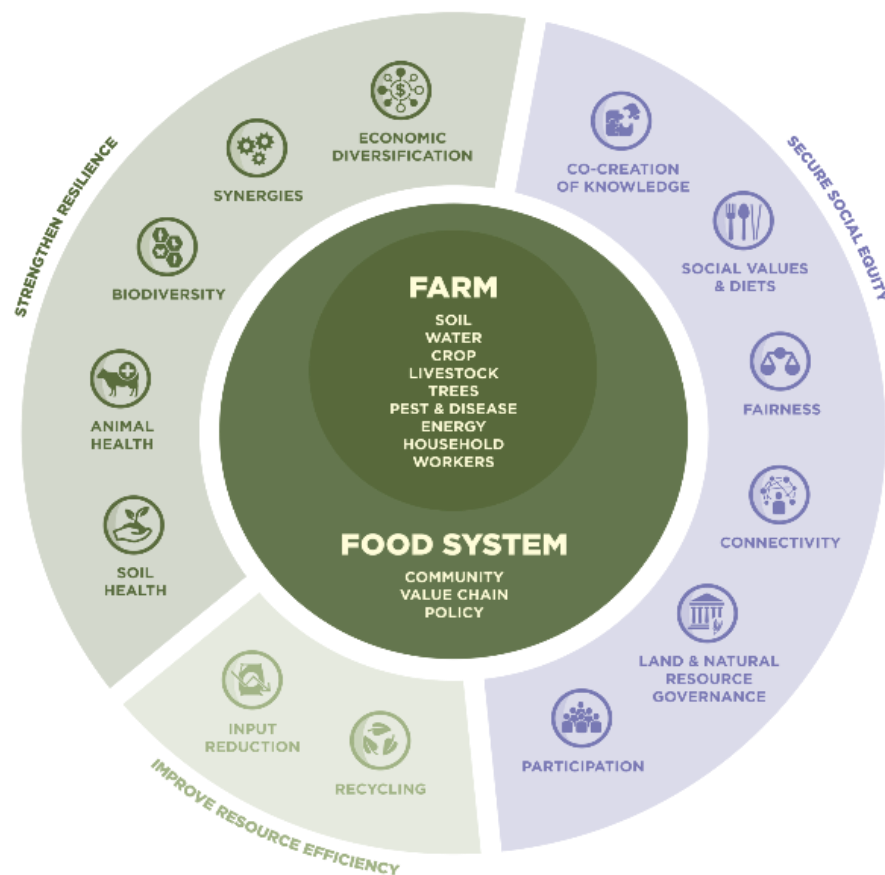 STRENGTHEN RESILIENCE
ECONOMIC
DIVERSIFICATION
SYNERGIES
BIODIVERSITY
ANIMAL
HEALTH
SOIL
HEALTH
IMPROVE RESOURCE EFFICIENCY
INPUT
REDUCTION
RECYCLING
SECURE SOCIAL EQUITY
CO-CREATION
OF KNOWLEDGE
SOCIAL VALUES
& DIETS
FAIRNESS
CONNECTIVITY
LAND & NATURAL
RESOURCE
GOVERNANCE
PARTICIPATION
FARM
SOIL
WATER
CROP
LIVESTOCK
TREES
PEST & DISEASE
ENERGY
HOUSEHOLD
WORKERS
FOOD SYSTEM
COMMUNITY
VALUE CHAIN
POLICY
$